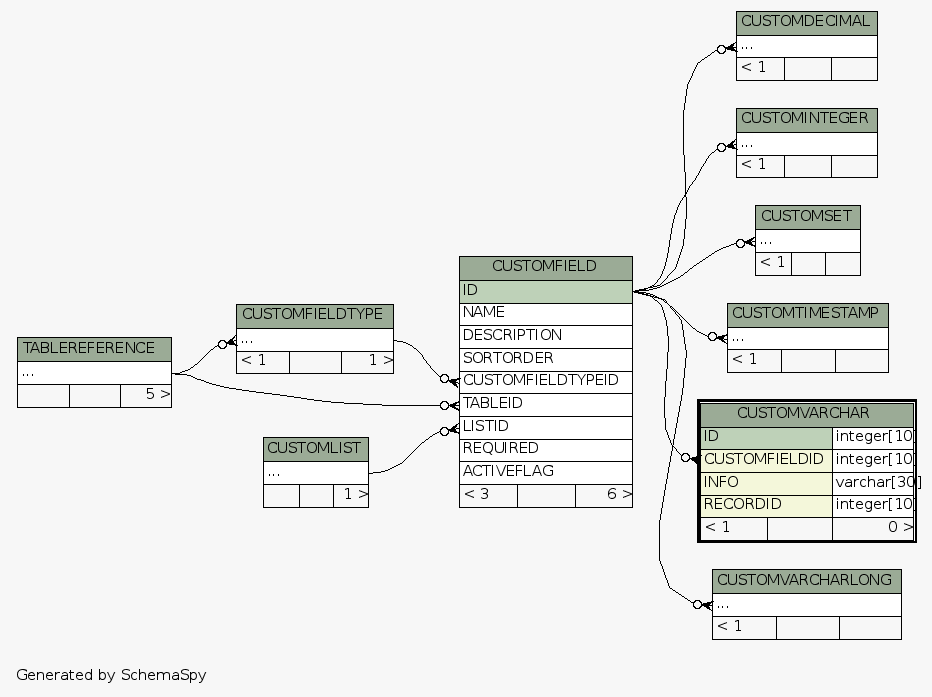 CUSTOMDECIMAL
...
< 1
CUSTOMINTEGER
...
< 1
CUSTOMSET
...
< 1
CUSTOMFIELD
ID
NAME
DESCRIPTION
SORTORDER
CUSTOMFIELDTYPEID
TABLEID
LISTID
REQUIRED
ACTIVEFLAG
< 3 6 >
CUSTOMFIELDTYPE
...
< 1 1 >
TABLEREFERENCE
...
5 >
CUSTOMLIST
...
1 >
CUSTOMTIMESTAMP
...
< 1
CUSTOMVARCHAR
ID integer[10]
CUSTOMFIELDID integer[10]
INFO varchar[30]
RECORDID integer[10]
< 1 0 >
CUSTOMVARCHARLONG
...
< 1
Generated by SchemaSpy